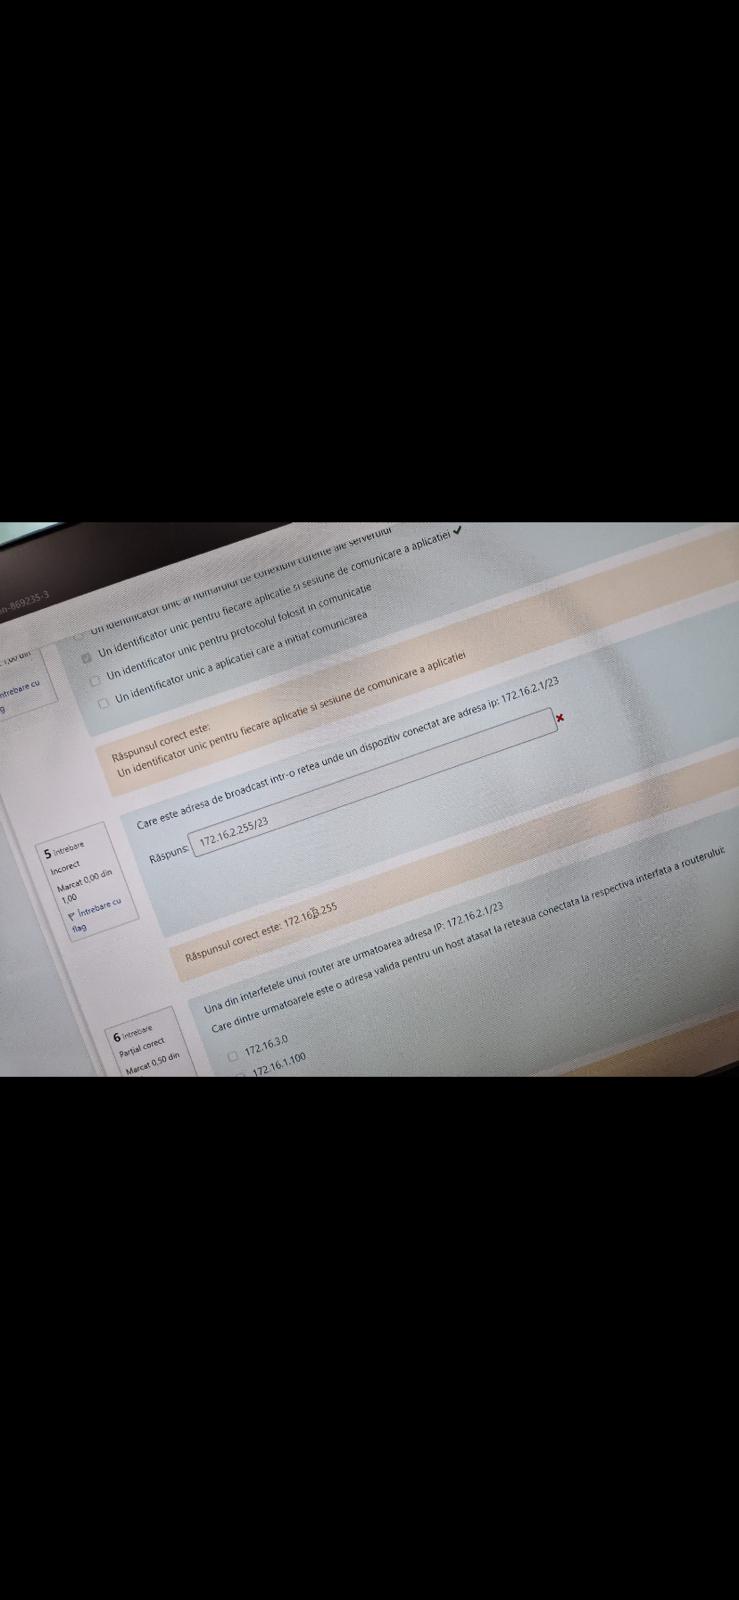 n-869235-3
1,00 din
ntrebare cu
g
Un identificator unic al numarului de conexiuni curente ale serverului
Un identificator unic pentru fiecare aplicatie si sesiune de comunicare a aplicatiei
Un identificator unic pentru protocolul folosit in comunicatie
Un identificator unic a aplicatiei care a initiat comunicarea
Răspunsul corect este:
Un identificator unic pentru fiecare aplicatie si sesiune de comunicare a aplicatiei
5 Întrebare
Incorect
Marcat 0,00 din
1,00
Întrebare cu
flag
Care este adresa de broadcast intr-o retea unde un dispozitiv conectat are adresa ip: 172.16.2.1/23
Răspuns: 172.16.2.255/23
Răspunsul corect este: 172.16.3.255
6 Întrebare
Parțial corect
Marcat 0,50 din
Una din interfetele unui router are urmatoarea adresa IP: 172.16.2.1/23
Care dintre urmatoarele este o adresa valida pentru un host atasat la reteaua conectata la respectiva interfata a routerului:
172.16.3.0
172.16.1.100